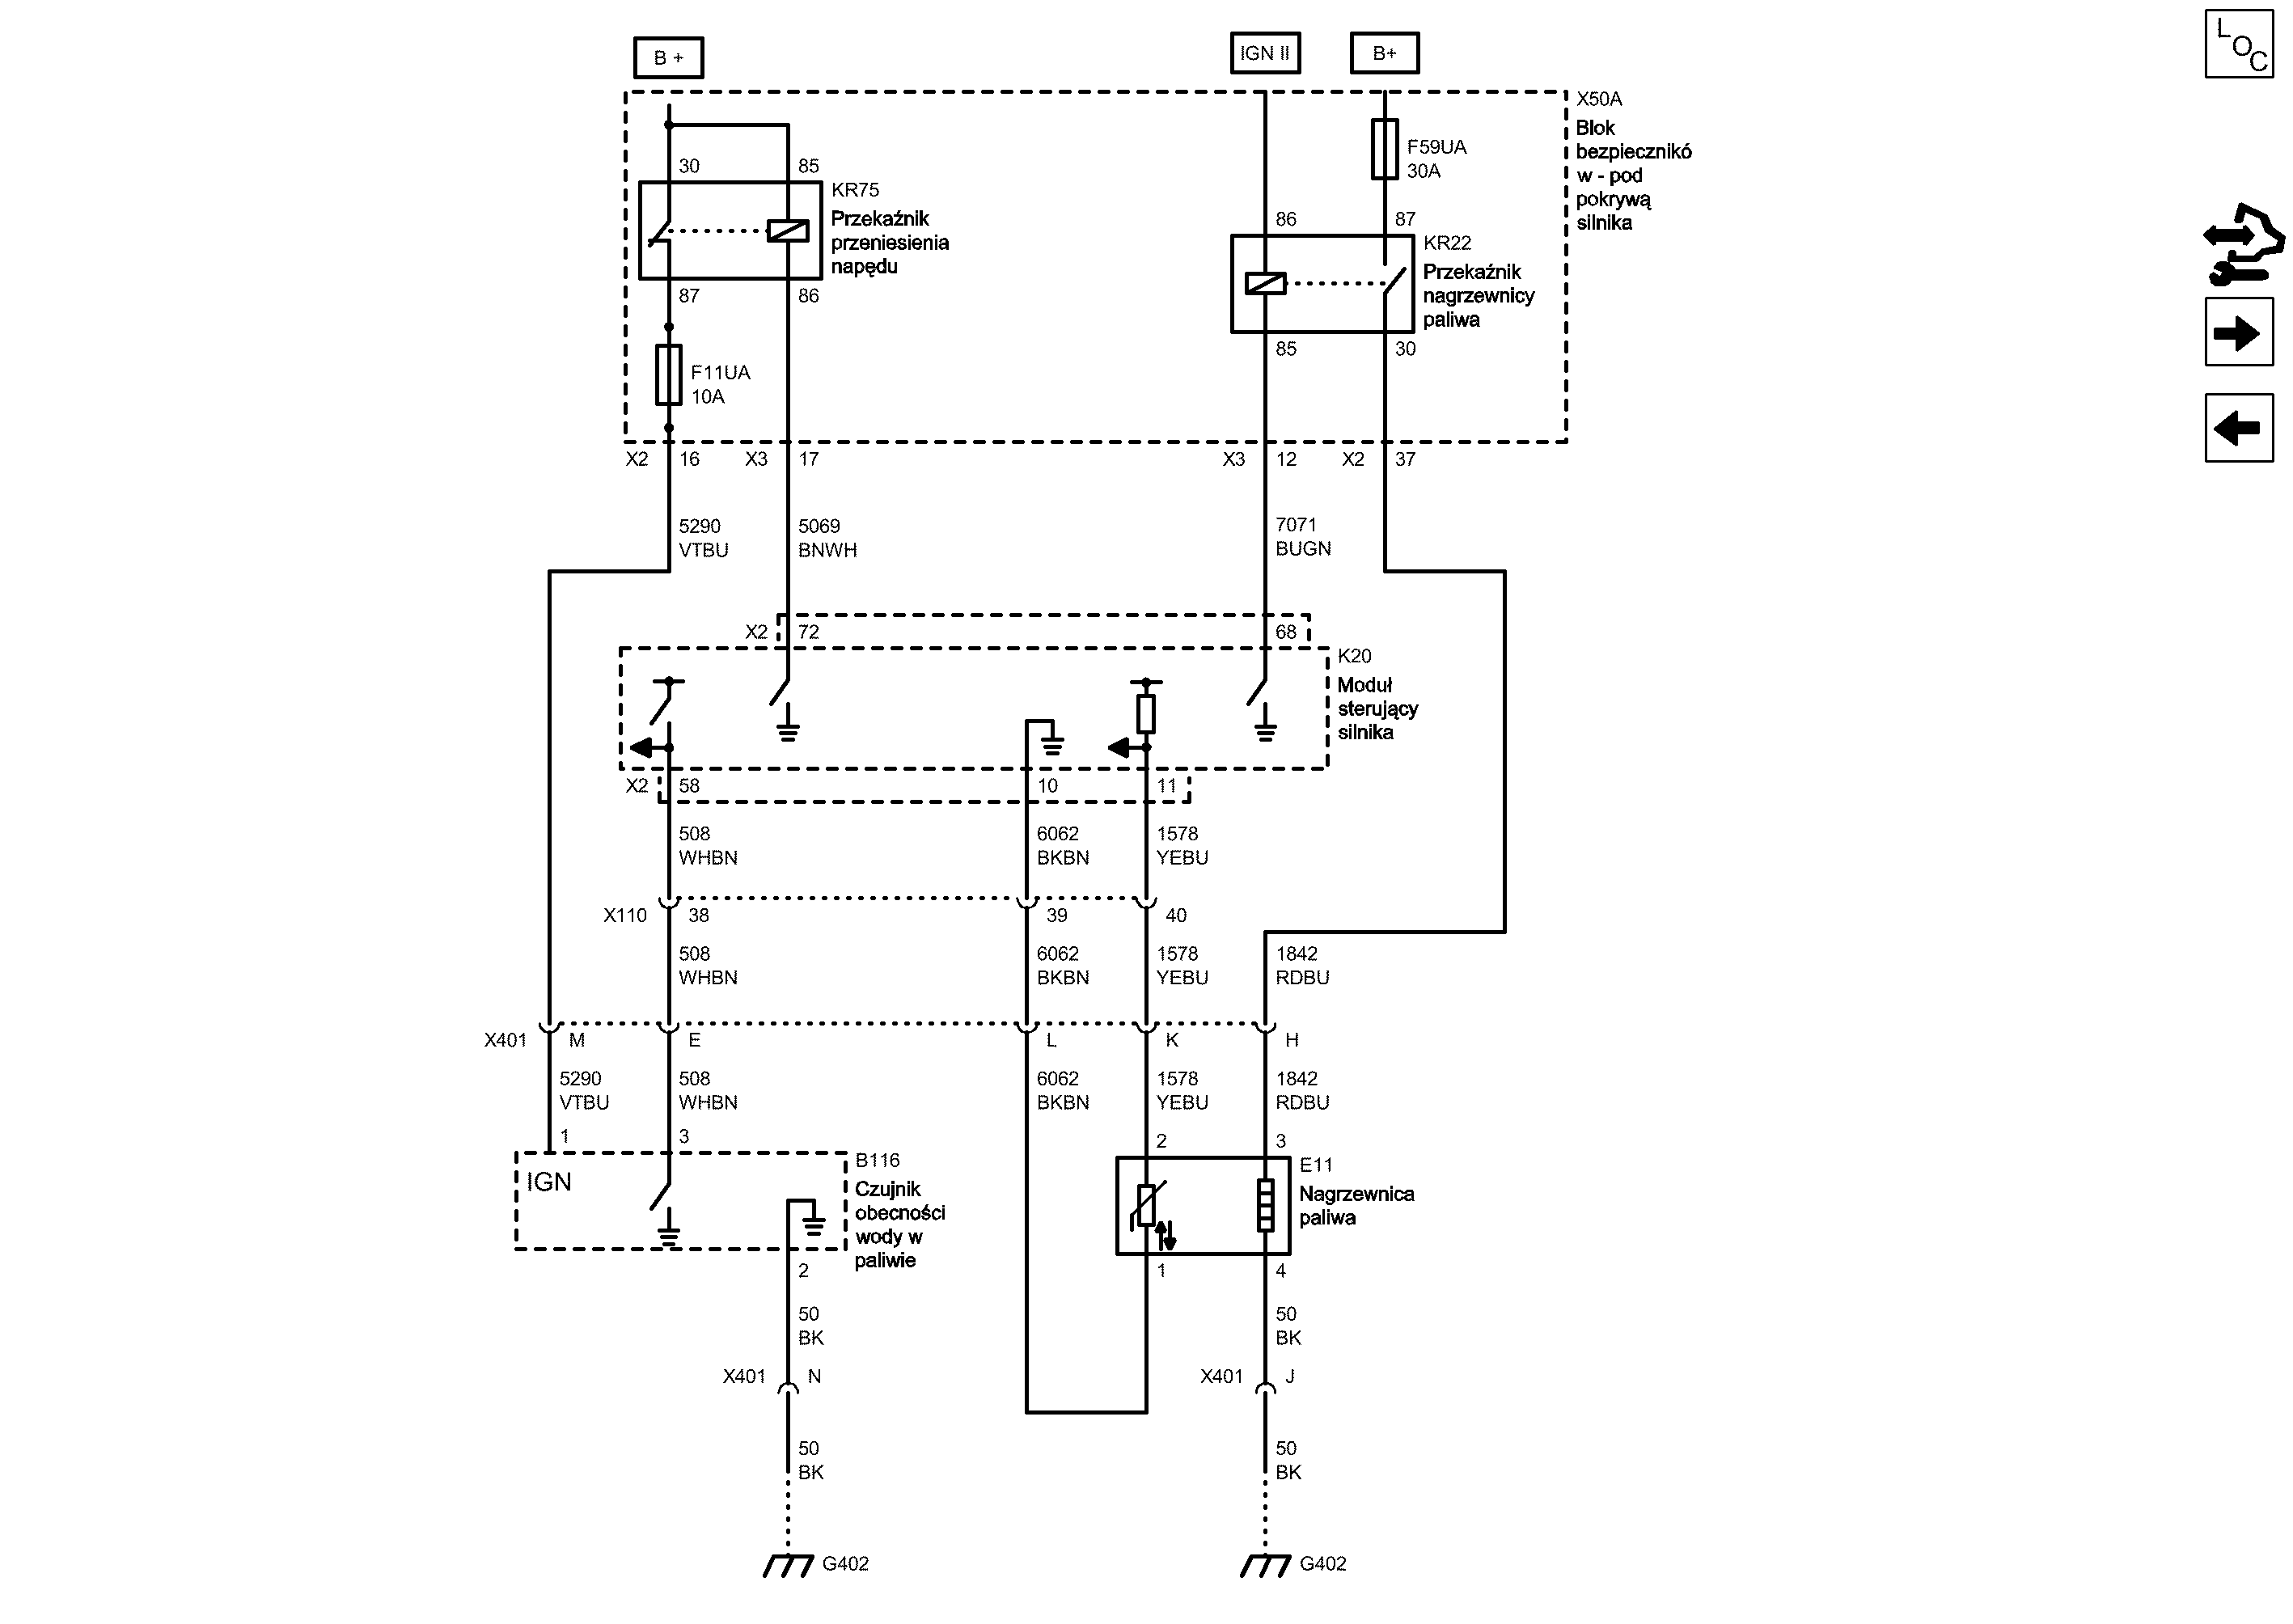 B +
IGN II
B+
LOC
X50A
Blok
bezpiecznikó
w - pod
pokrywą
silnika
F59UA
30A
30
85
KR75
Przekaźnik
przeniesienia
napędu
86
87
KR22
Przekaźnik
nagrzewnicy
paliwa
87
86
85
30
F11UA
10A
X2
16
X3
17
X3
12
X2
37
5290
VTBU
5069
BNWH
7071
BUGN
X2
72
68
K20
Moduł
sterujący
silnika
X2
58
10
11
508
WHBN
6062
BKBN
1578
YEBU
X110
38
39
40
508
WHBN
6062
BKBN
1578
YEBU
1842
RDBU
X401
M
E
L
K
H
5290
VTBU
508
WHBN
6062
BKBN
1578
YEBU
1842
RDBU
1
3
2
3
IGN
B116
Czujnik
obecności
wody w
paliwie
E11
Nagrzewnica
paliwa
2
1
4
50
BK
50
BK
X401
N
X401
J
50
BK
50
BK
G402
G402